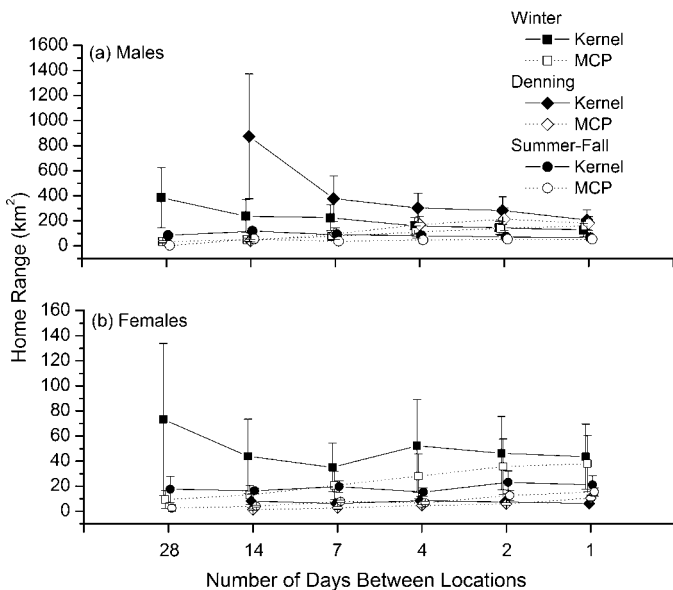 Winter
Kernel
MCP
Denning
Kernel
MCP
Summer-Fall
Kernel
MCP
(a) Males
1600
1400
1200
1000
800
600
400
200
0
Home Range (km²)
(b) Females
160
140
120
100
80
60
40
20
0
28 14 7 4 2 1
Number of Days Between Locations